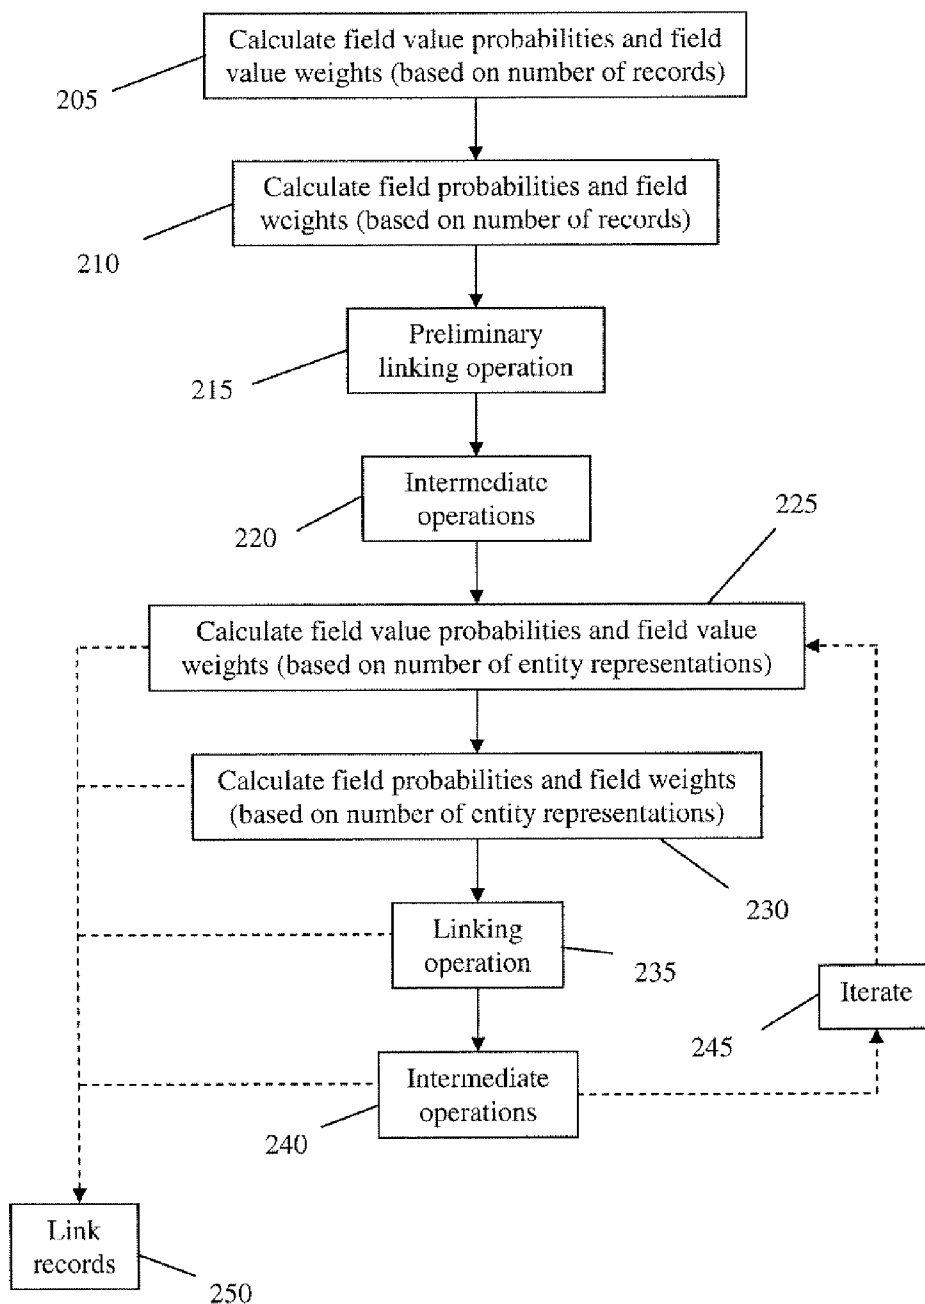 Calculate field value probabilities and field
value weights (based on number of records)
205
Calculate field probabilities and field
weights (based on number of records)
210
Preliminary
linking operation
215
Intermediate
operations
220
225
Calculate field value probabilities and field value
weights (based on number of entity representations)
Calculate field probabilities and field weights
(based on number of entity representations)
230
Linking
operation
235
Iterate
245
Intermediate
operations
240
Link
records
250